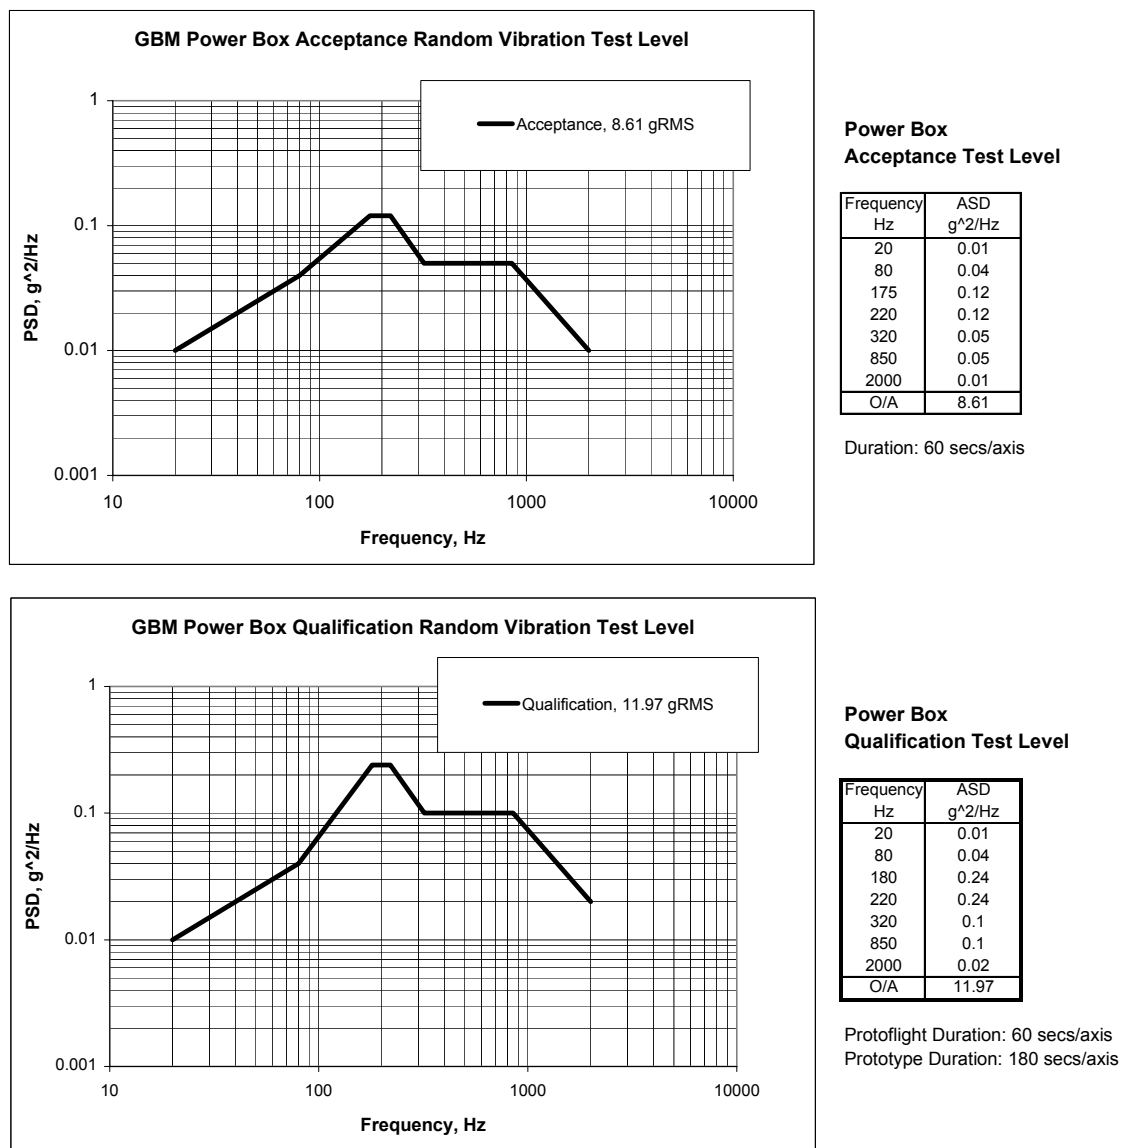 GBM Power Box Acceptance Random Vibration Test Level
Acceptance, 8.61 gRMS
1
0.1
0.01
0.001
PSD, g^2/Hz
10 100 1000 10000
Frequency, Hz
Power Box
Acceptance Test Level
Frequency ASD
Hz g^2/Hz
20 0.01
80 0.04
175 0.12
220 0.12
320 0.05
850 0.05
2000 0.01
O/A 8.61
Duration: 60 secs/axis
GBM Power Box Qualification Random Vibration Test Level
Qualification, 11.97 gRMS
1
0.1
0.01
0.001
PSD, g^2/Hz
10 100 1000 10000
Frequency, Hz
Power Box
Qualification Test Level
Frequency ASD
Hz g^2/Hz
20 0.01
80 0.04
180 0.24
220 0.24
320 0.1
850 0.1
2000 0.02
O/A 11.97
Protoflight Duration: 60 secs/axis
Prototype Duration: 180 secs/axis